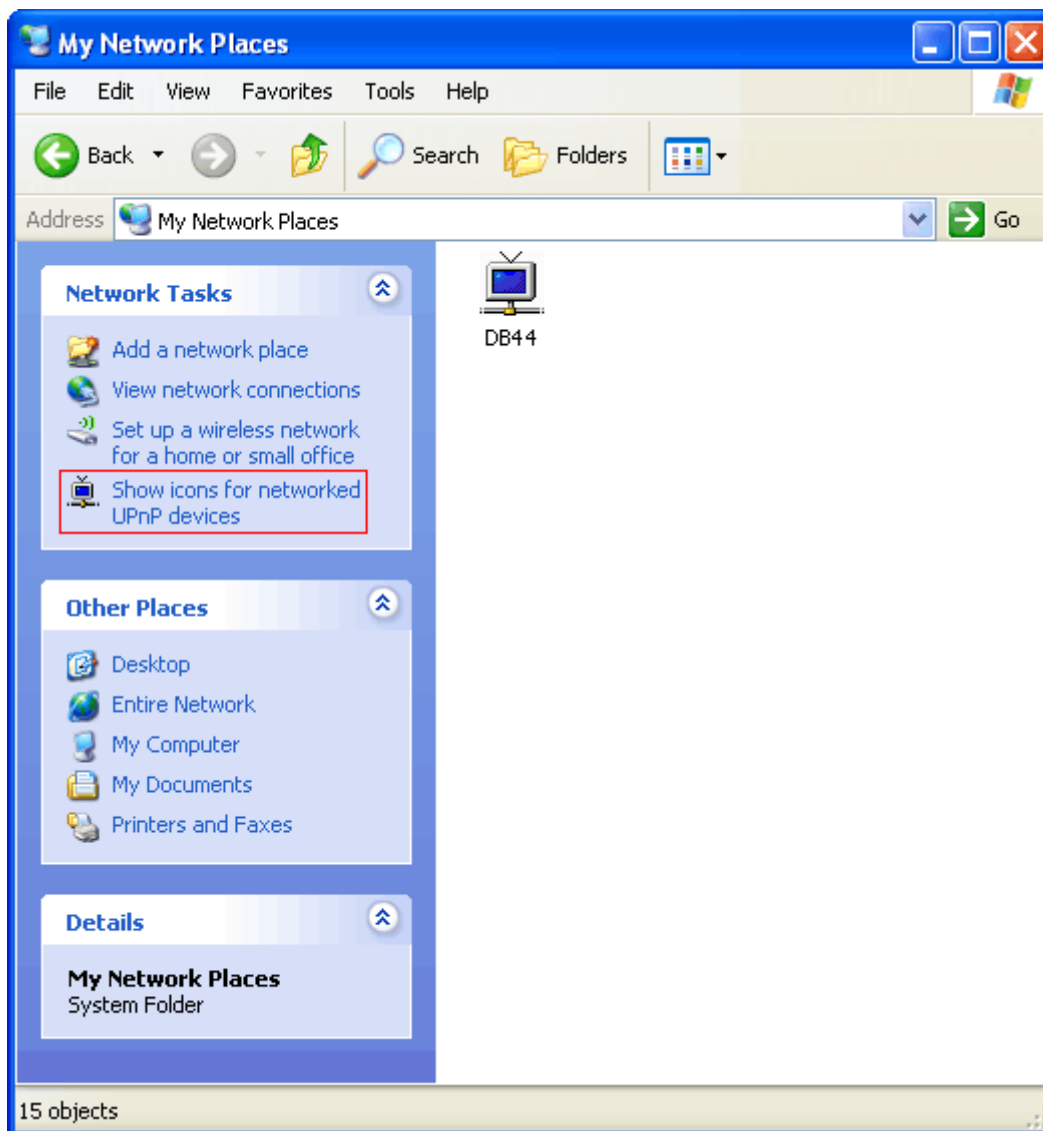 My Network Places
File Edit View Favorites Tools Help
Back Search Folders
Address My Network Places Go
Network Tasks
Add a network place
View network connections
Set up a wireless network
for a home or small office
Show icons for networked
UPnP devices
DB44
Other Places
Desktop
Entire Network
My Computer
My Documents
Printers and Faxes
Details
My Network Places
System Folder
15 objects